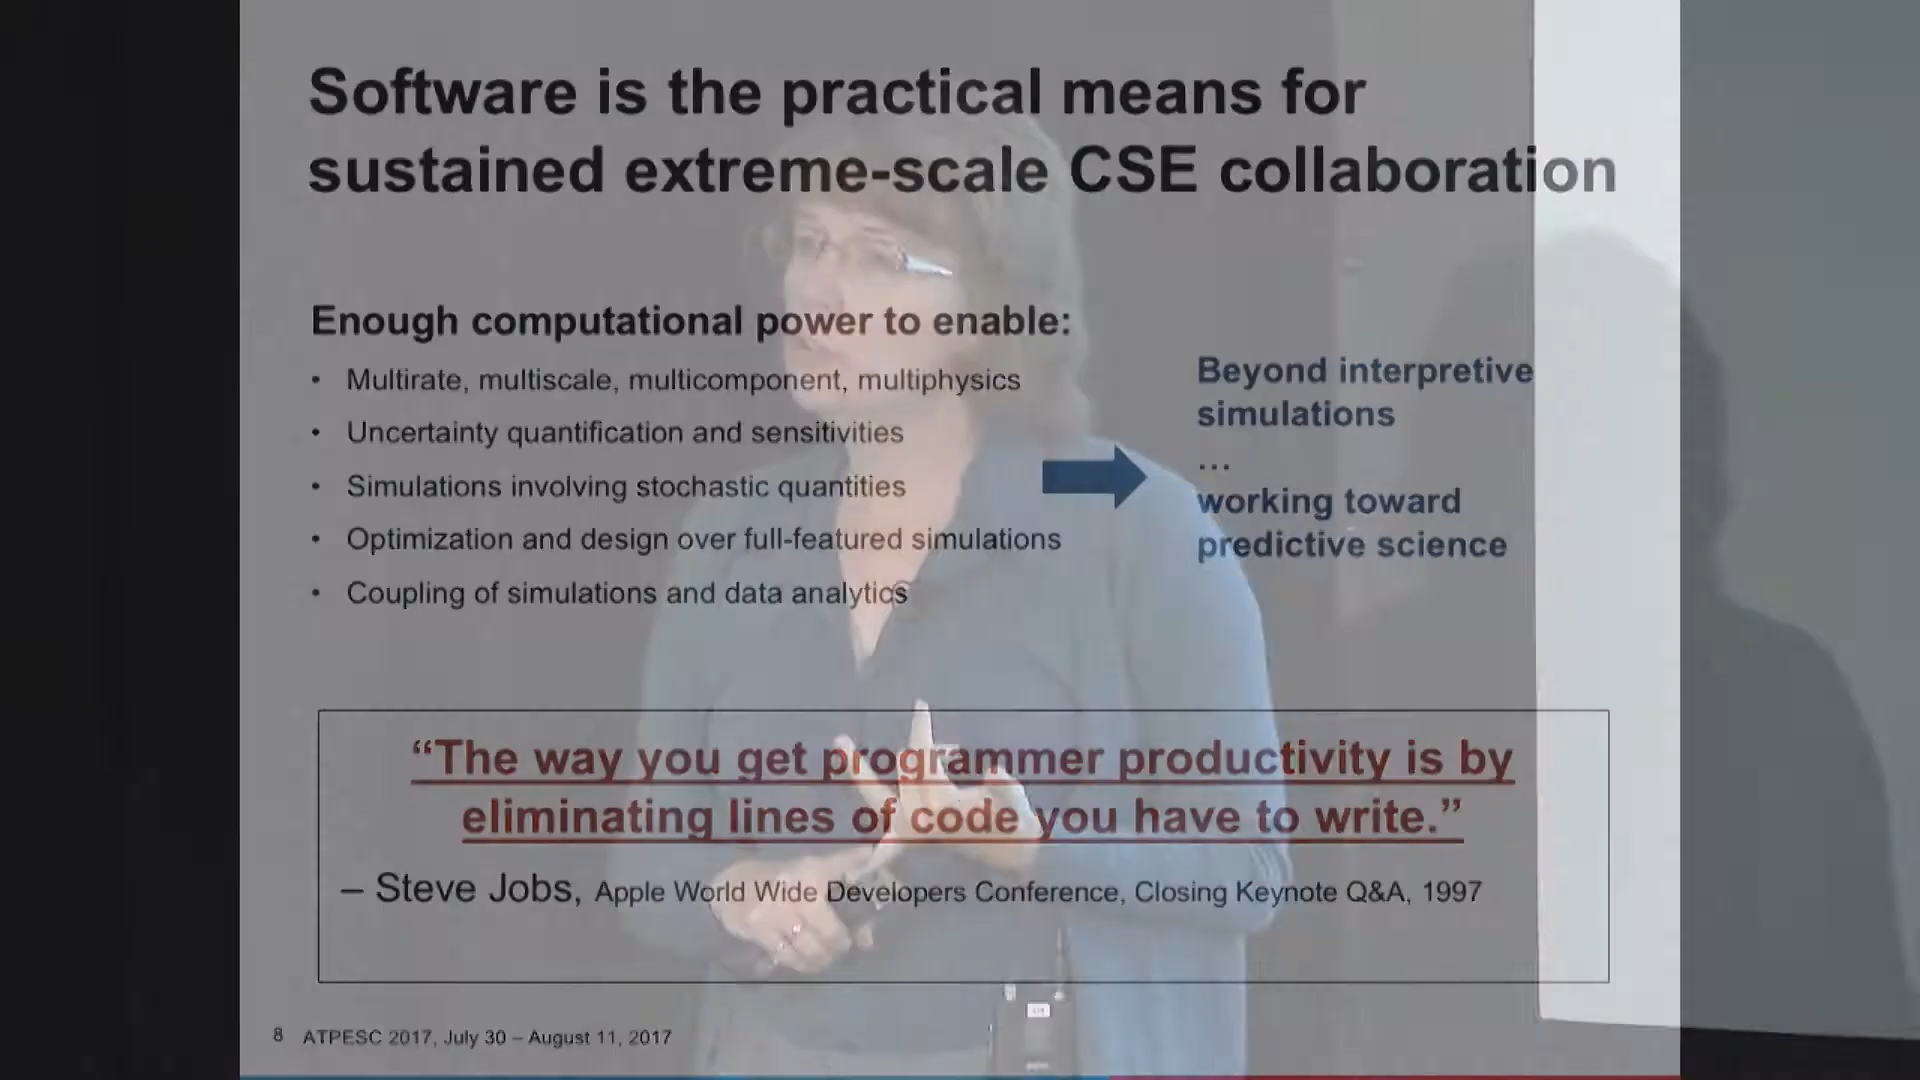 Software is the practical means for
sustained extreme-scale CSE collaboration
Enough computational power to enable:
• Multirate, multiscale, multicomponent, multiphysics
• Uncertainty quantification and sensitivities
• Simulations involving stochastic quantities
• Optimization and design over full-featured simulations
• Coupling of simulations and data analytics
Beyond interpretive
simulations
...
working toward
predictive science
“The way you get programmer productivity is by
eliminating lines of code you have to write.”
– Steve Jobs, Apple World Wide Developers Conference, Closing Keynote Q&A, 1997
8 ATPESC 2017, July 30 – August 11, 2017